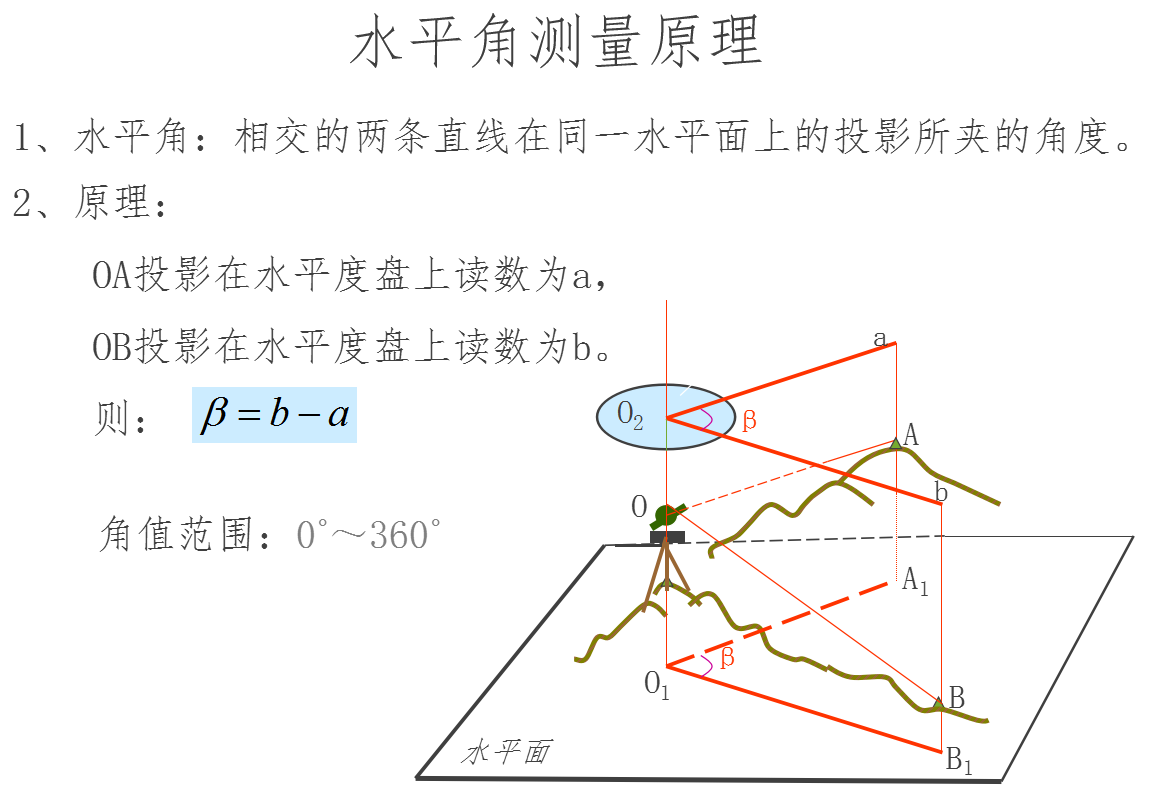 水平角测量原理
1、水平角：相交的两条直线在同一水平面上的投影所夹的角度。
2、原理：
OA投影在水平度盘上读数为a，
OB投影在水平度盘上读数为b。
则： β = b − a
角值范围：0°～360°
a
O₂
β
A
b
O
A₁
β
O₁
B
B₁
水平面